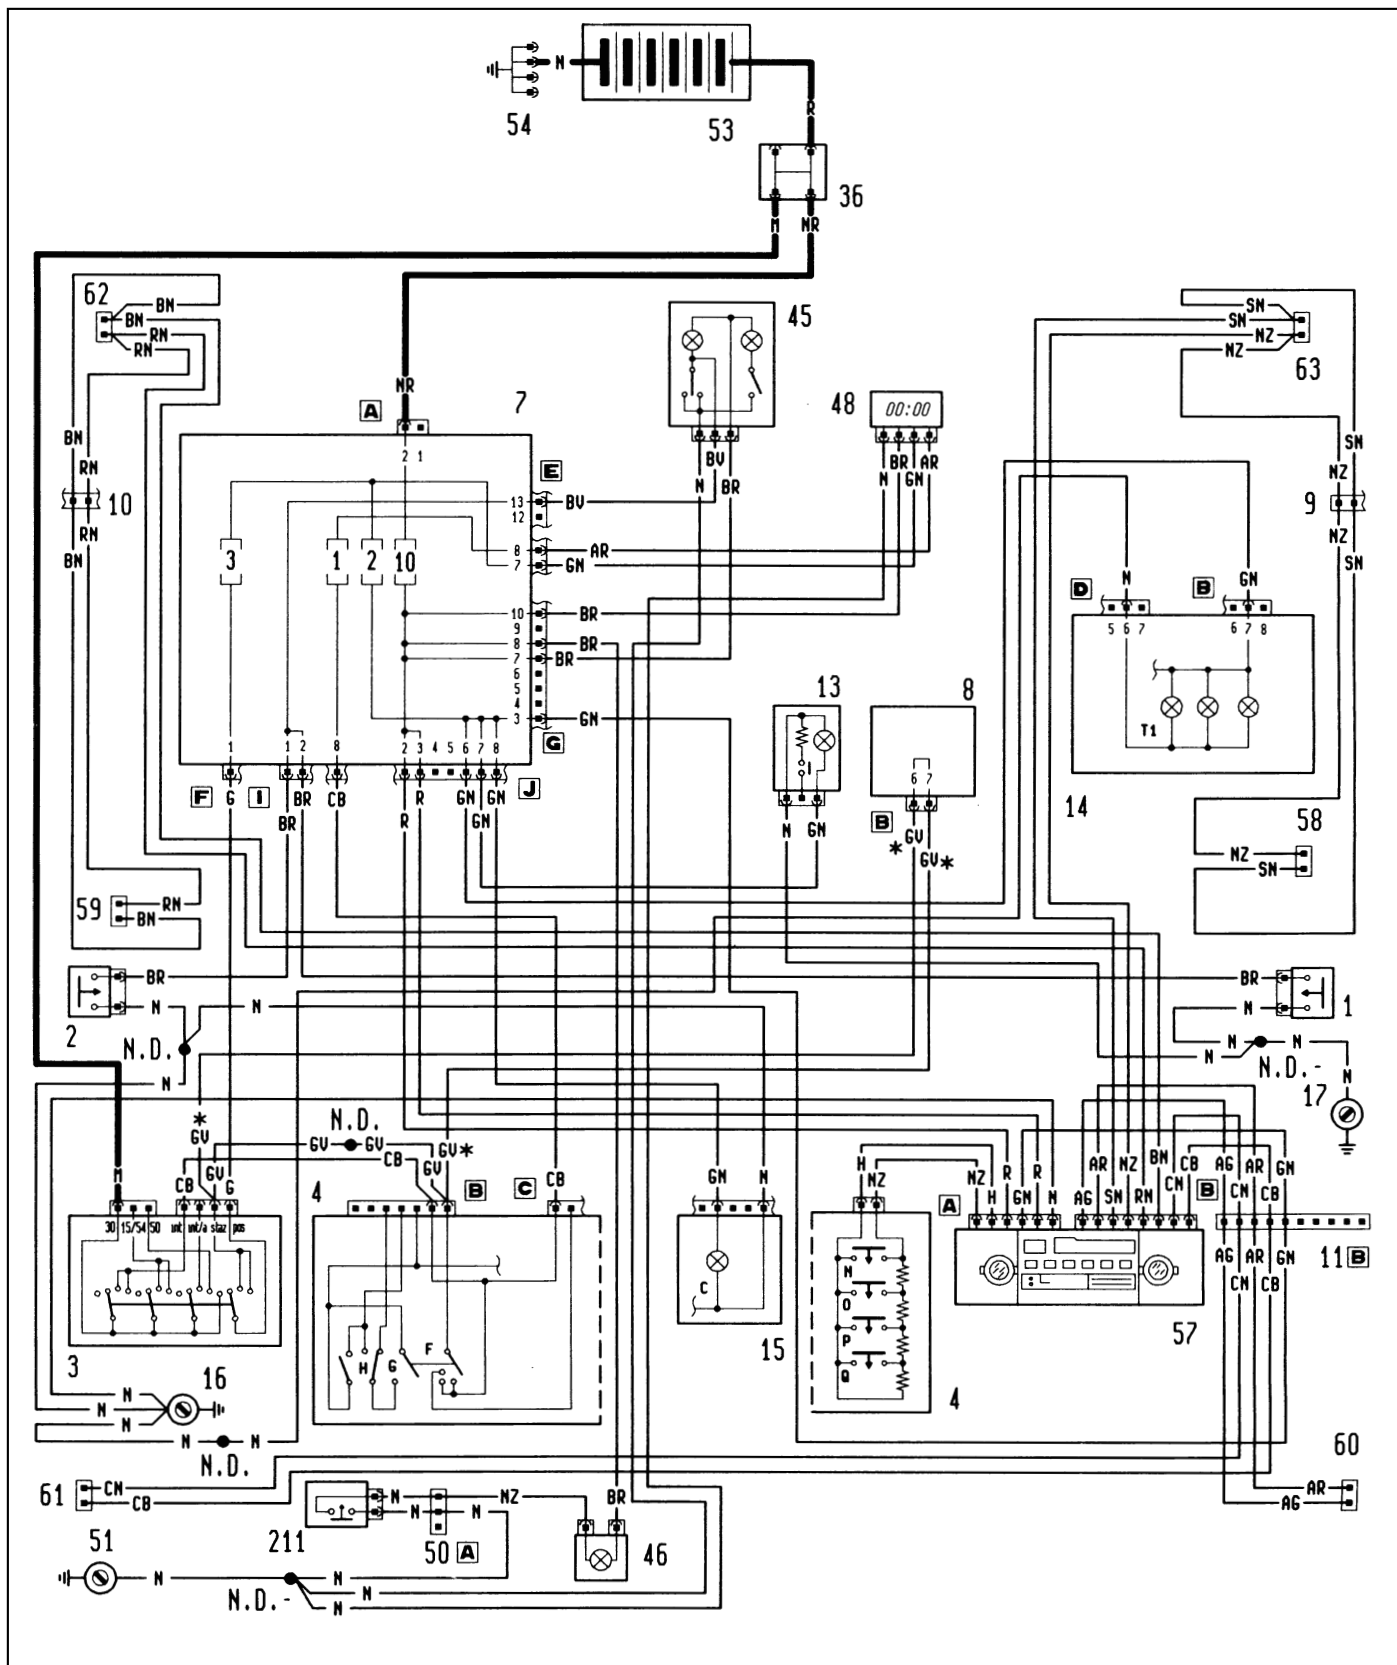 N
R
54
53
36
M
NR
62
BN
BN
RN
RN
45
SN
SN
NZ
NZ
63
NR
A
7
48
00:00
BN
RN
2 1
N
BV
BR
N
BR
GN
AR
SN
NZ
E
13
BV
12
10
9
RN
NZ
BN
SN
3
1
2
10
8
AR
7
GN
D
N
B
GN
10
BR
9
8
BR
7
BR
6
5
4
3
GN
G
5 6 7
6 7 8
13
8
T1
1
1 2
8
2 3 4 5 6 7 8
6 7
F
G
I
BR
BR
CB
R
R
GN
GN
GN
J
N
GN
B
GV
*
GV*
14
58
NZ
SN
59
RN
BN
BR
N
2
N
N.D.
N
BR
N
1
N
N
N
N.D.-
17
N
*
GV
N.D.
GV
GV
CB
GV*
GV
M
CB
GV
G
4
B
C
CB
GN
N
H
NZ
A
NZ
H
R
GN
R
N
AG
AR
SN
NZ
RN
BN
CN
CB
B
AG
CN
AR
CB
GN
30 15/54 50 int int/a staz pos
AG
CN
AR
CB
GN
11 B
N
O
P
Q
C
F
H
G
57
3
16
15
4
N
N
N
N
N
N.D.
60
61
CN
CB
AR
AG
N
N
NZ
N
BR
211
50 A
46
51
N
N
N
N
N.D.-